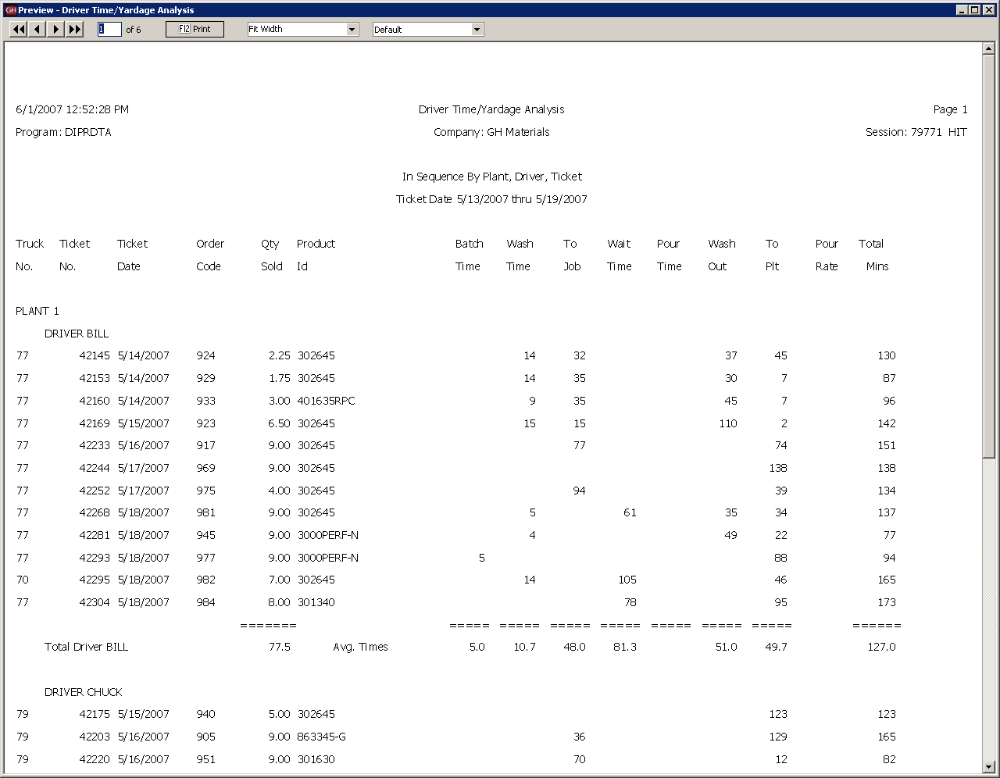 GH Preview - Driver Time/Yardage Analysis
1 of 6 F12 Print Fit Width Default
6/1/2007 12:52:28 PM Driver Time/Yardage Analysis Page 1
Program: DIPRDTA Company: GH Materials Session: 79771 HIT
In Sequence By Plant, Driver, Ticket
Ticket Date 5/13/2007 thru 5/19/2007
Truck Ticket Ticket Order Qty Product Batch Wash To Wait Pour Wash To Pour Total
No. No. Date Code Sold Id Time Time Job Time Time Out Plt Rate Mins
PLANT 1
DRIVER BILL
77 42145 5/14/2007 924 2.25 302645 14 32 37 45 130
77 42153 5/14/2007 929 1.75 302645 14 35 30 7 87
77 42160 5/14/2007 933 3.00 401635RPC 9 35 45 7 96
77 42169 5/15/2007 923 6.50 302645 15 15 110 2 142
77 42233 5/16/2007 917 9.00 302645 77 74 151
77 42244 5/17/2007 969 9.00 302645 138 138
77 42252 5/17/2007 975 4.00 302645 94 39 134
77 42268 5/18/2007 981 9.00 302645 5 61 35 34 137
77 42281 5/18/2007 945 9.00 3000PERF-N 4 49 22 77
77 42293 5/18/2007 977 9.00 3000PERF-N 5 88 94
70 42295 5/18/2007 982 7.00 302645 14 105 46 165
77 42304 5/18/2007 984 8.00 301340 78 95 173
======= ===== ===== ===== ===== ===== ===== ===== ======
Total Driver BILL 77.5 Avg. Times 5.0 10.7 48.0 81.3 51.0 49.7 127.0
DRIVER CHUCK
79 42175 5/15/2007 940 5.00 302645 123 123
79 42203 5/16/2007 905 9.00 863345-G 36 129 165
79 42220 5/16/2007 951 9.00 301630 70 12 82